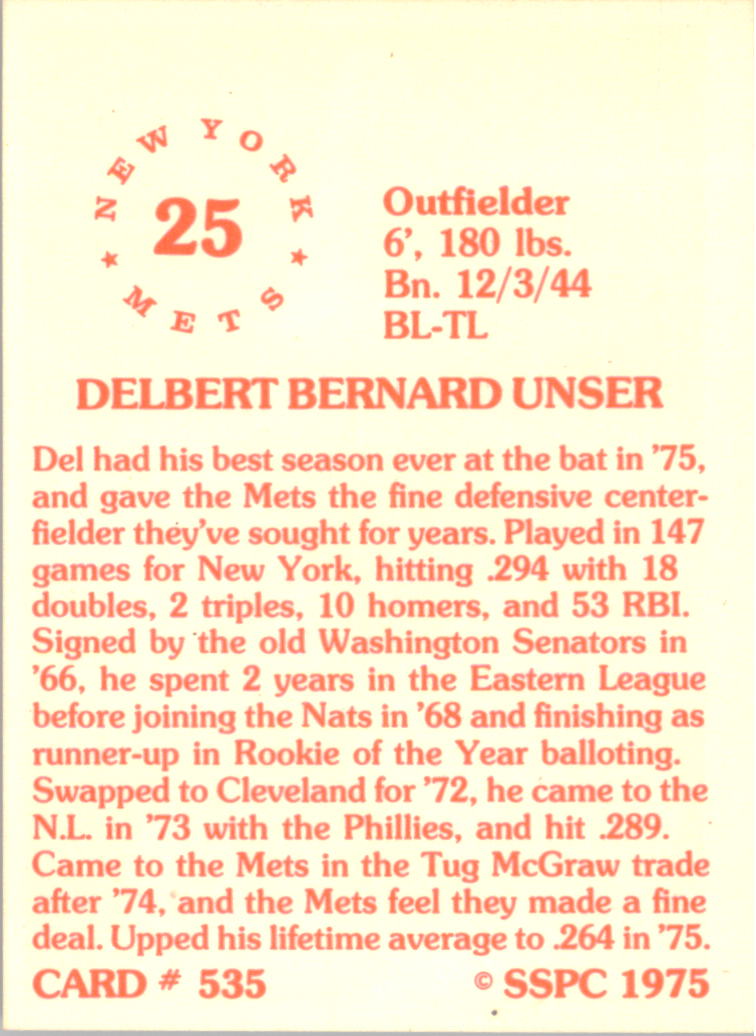 ★ NEW YORK ★
METS
25
Outfielder
6’, 180 lbs.
Bn. 12/3/44
BL-TL
DELBERT BERNARD UNSER
Del had his best season ever at the bat in ’75,
and gave the Mets the fine defensive center-
fielder they’ve sought for years. Played in 147
games for New York, hitting .294 with 18
doubles, 2 triples, 10 homers, and 53 RBI.
Signed by the old Washington Senators in
’66, he spent 2 years in the Eastern League
before joining the Nats in ’68 and finishing as
runner-up in Rookie of the Year balloting.
Swapped to Cleveland for ’72, he came to the
N.L. in ’73 with the Phillies, and hit .289.
Came to the Mets in the Tug McGraw trade
after ’74, and the Mets feel they made a fine
deal. Upped his lifetime average to .264 in ’75.
CARD # 535 © SSPC 1975